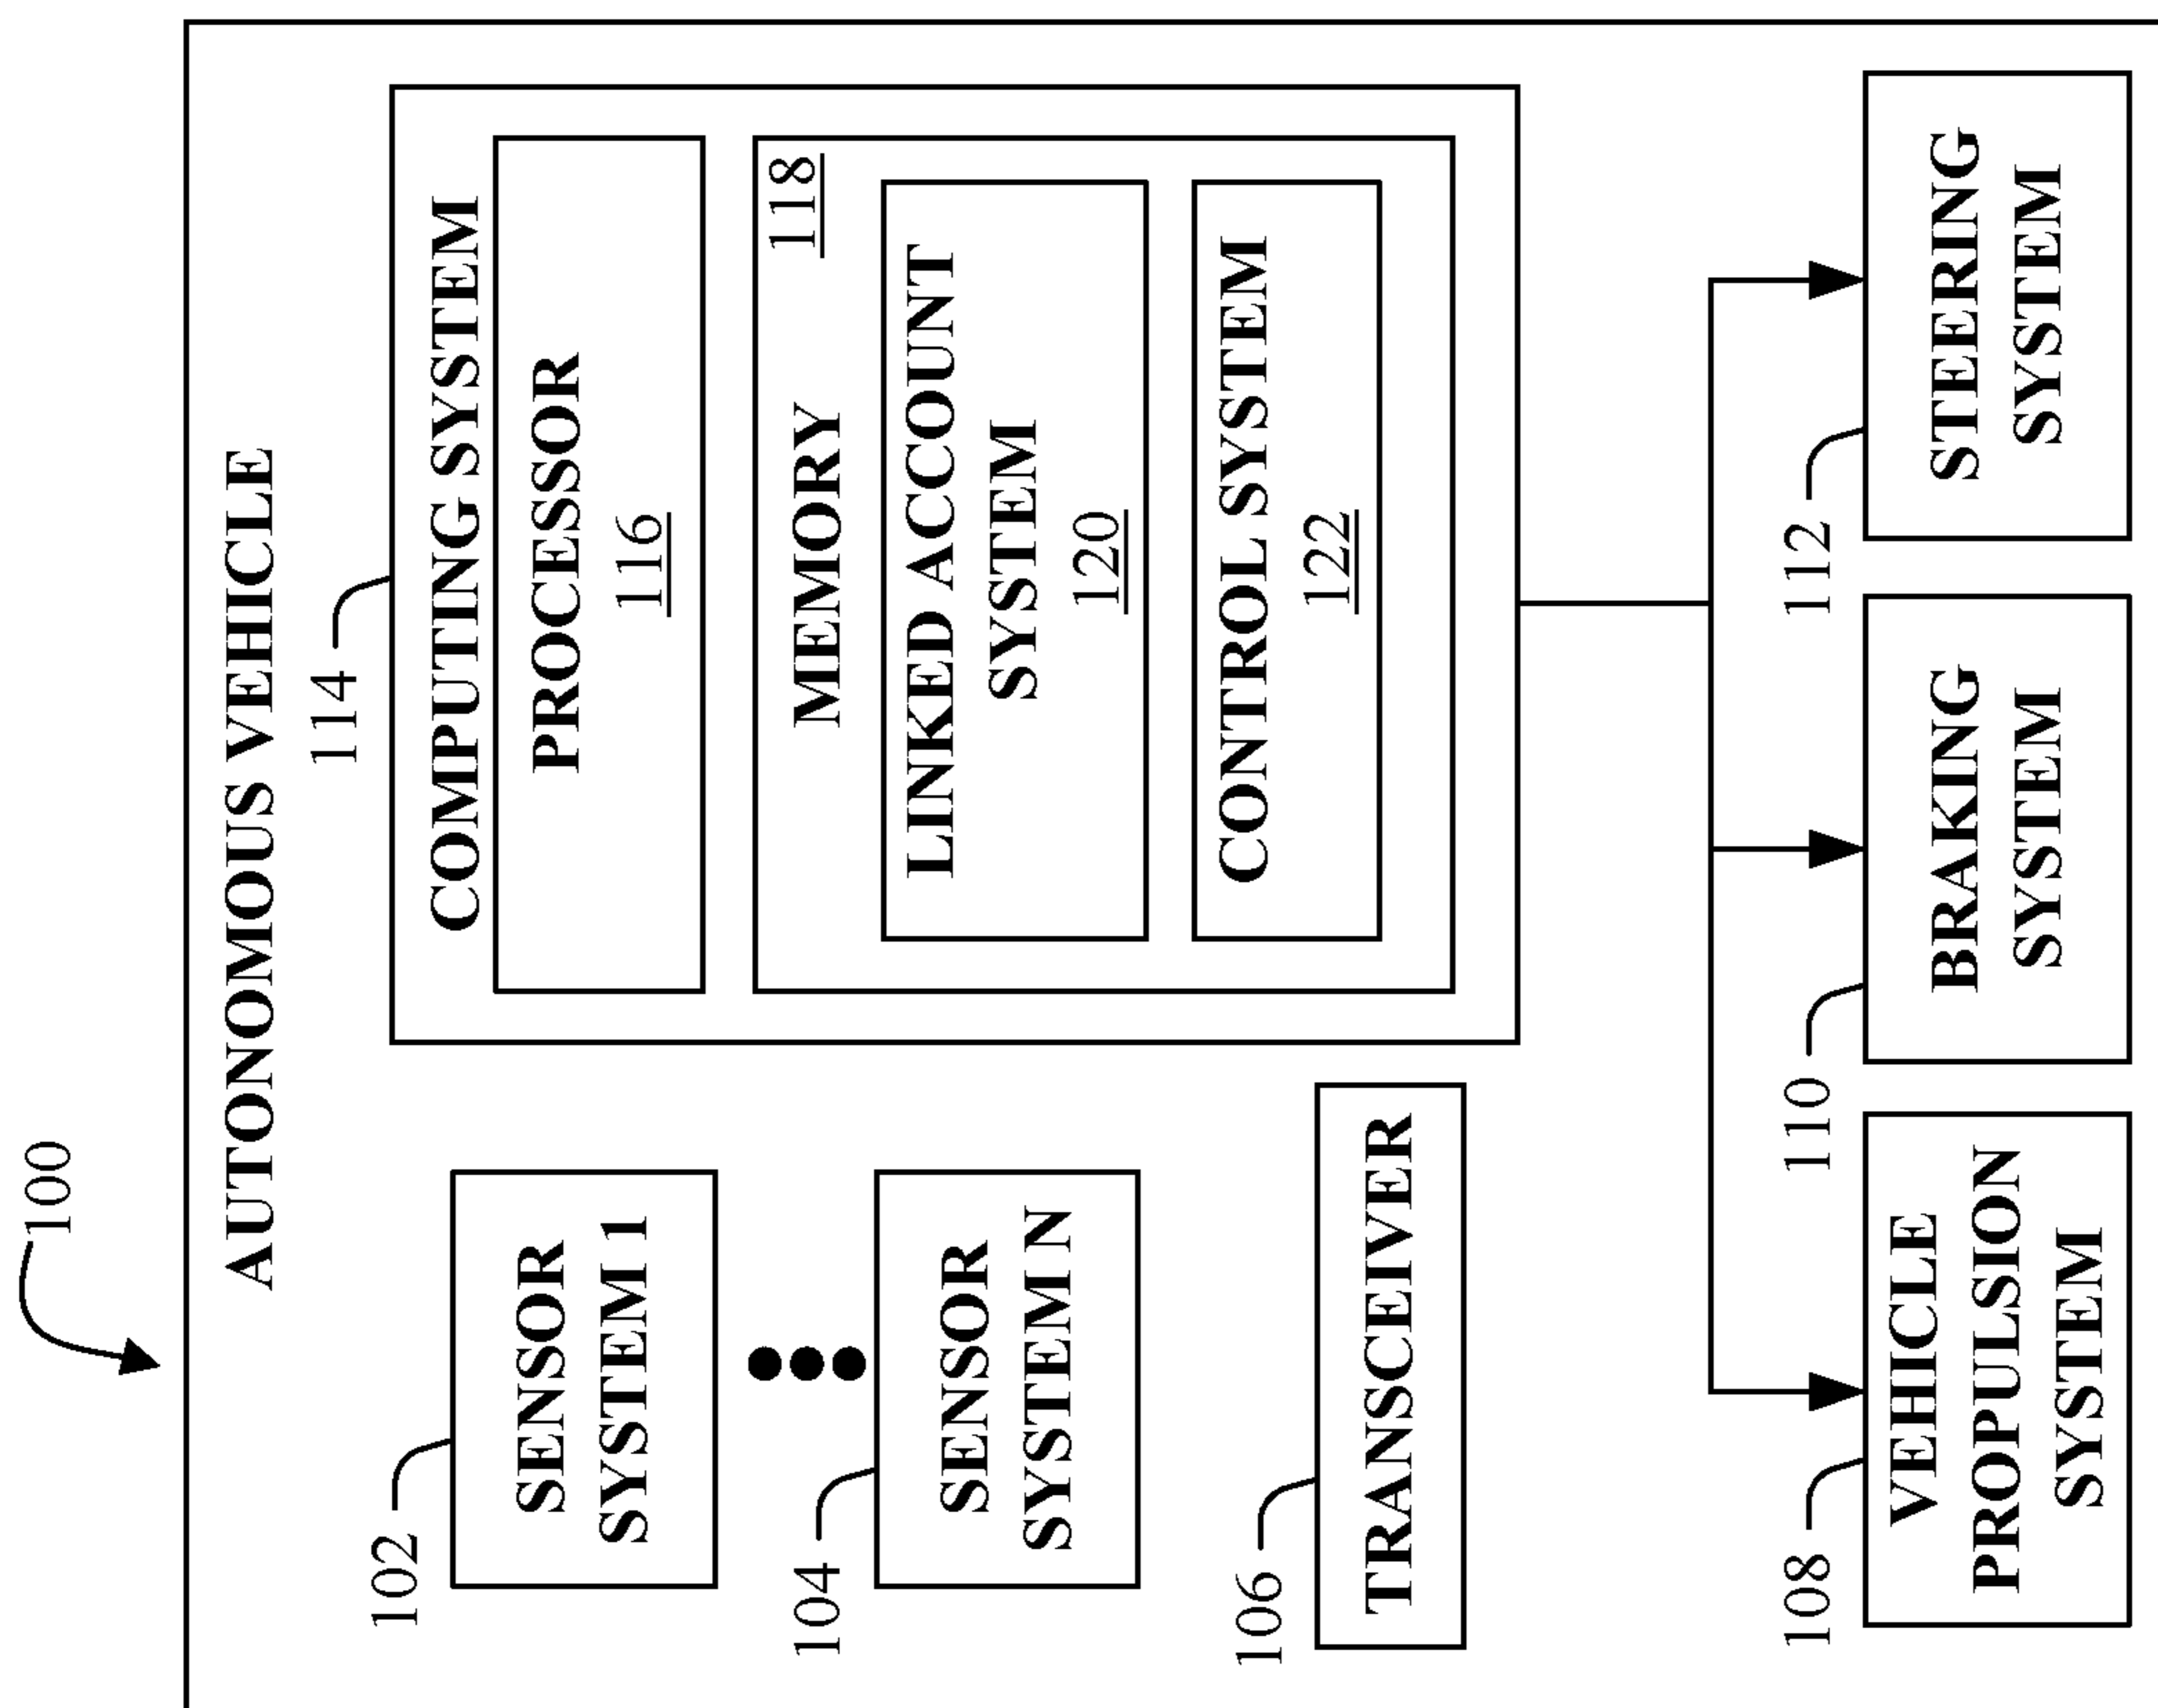 100
AUTONOMOUS VEHICLE
114
COMPUTING SYSTEM
PROCESSOR
116
118
MEMORY
LINKED ACCOUNT
SYSTEM
120
CONTROL SYSTEM
122
102
SENSOR
SYSTEM 1
104
SENSOR
SYSTEM N
106
TRANSCEIVER
108
VEHICLE
PROPULSION
SYSTEM
110
BRAKING
SYSTEM
112
STEERING
SYSTEM